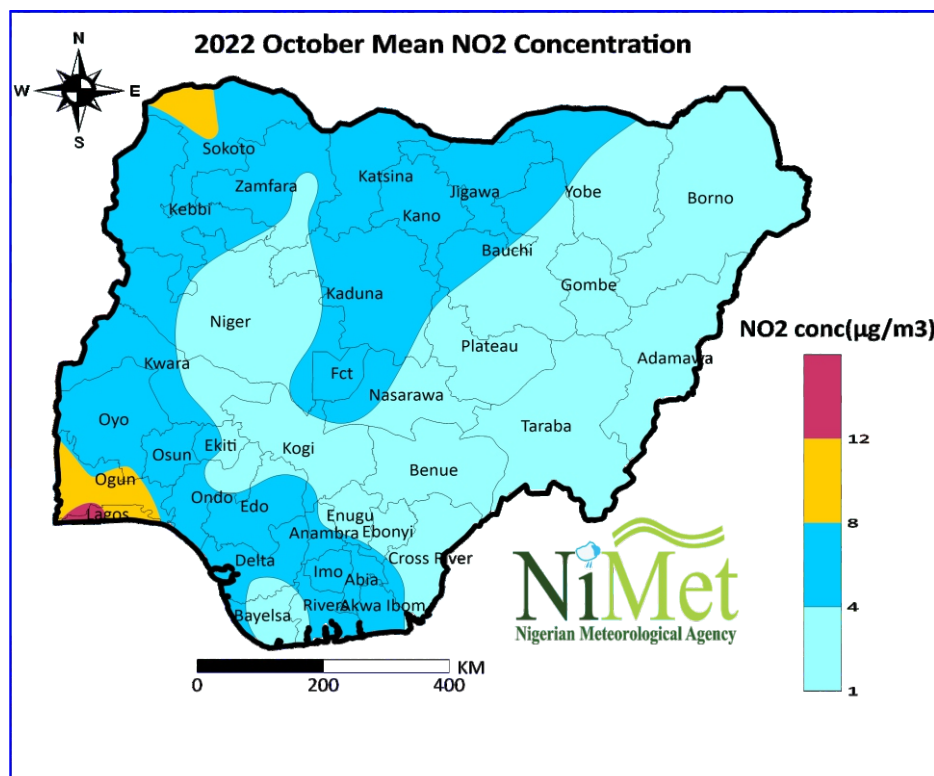 2022 October Mean NO2 Concentration
N
W E
S
Sokoto
Zamfara
Katsina
Jigawa
Yobe
Borno
Kebbi
Kano
Bauchi
Gombe
Kaduna
Niger
Plateau
Adamawa
Kwara
Fct
Nasarawa
Oyo
Taraba
Osun
Ekiti
Kogi
Benue
Ogun
Ondo
Edo
Lagos
Enugu
Anambra
Ebonyi
Delta
Cross River
Imo
Abia
Bayelsa
Rivers
Akwa Ibom
NO2 conc(µg/m3)
12
8
4
1
NiMet
Nigerian Meteorological Agency
KM
0 200 400